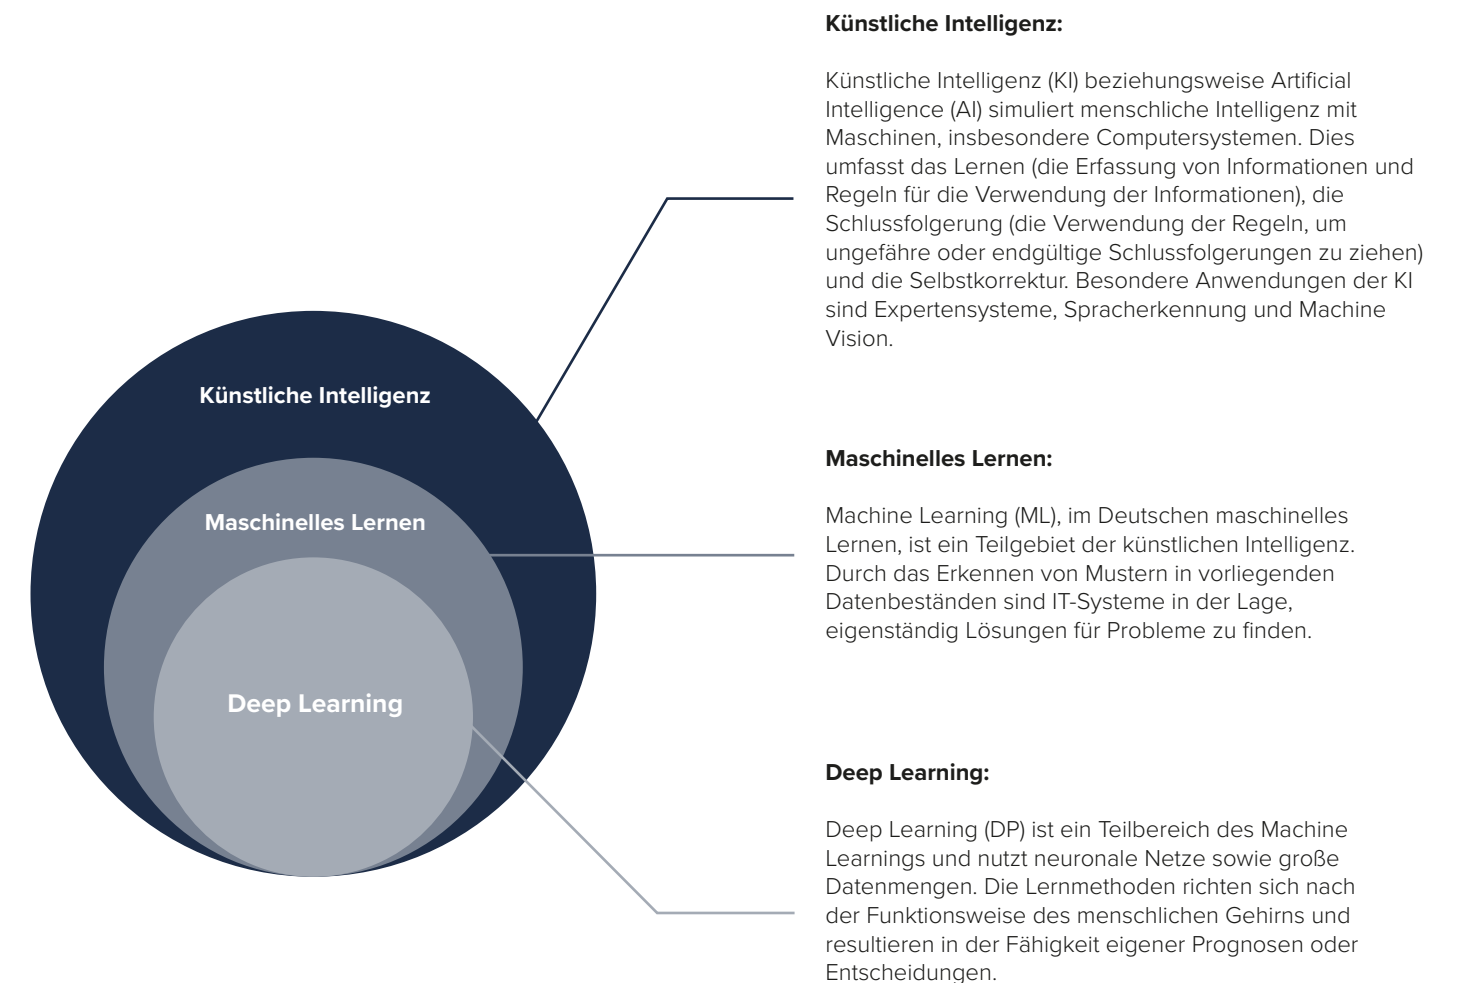 Künstliche Intelligenz:
Künstliche Intelligenz (KI) beziehungsweise Artificial
Intelligence (AI) simuliert menschliche Intelligenz mit
Maschinen, insbesondere Computersystemen. Dies
umfasst das Lernen (die Erfassung von Informationen und
Regeln für die Verwendung der Informationen), die
Schlussfolgerung (die Verwendung der Regeln, um
ungefähre oder endgültige Schlussfolgerungen zu ziehen)
und die Selbstkorrektur. Besondere Anwendungen der KI
sind Expertensysteme, Spracherkennung und Machine
Vision.
Künstliche Intelligenz
Maschinelles Lernen
Deep Learning
Maschinelles Lernen:
Machine Learning (ML), im Deutschen maschinelles
Lernen, ist ein Teilgebiet der künstlichen Intelligenz.
Durch das Erkennen von Mustern in vorliegenden
Datenbeständen sind IT-Systeme in der Lage,
eigenständig Lösungen für Probleme zu finden.
Deep Learning:
Deep Learning (DP) ist ein Teilbereich des Machine
Learnings und nutzt neuronale Netze sowie große
Datenmengen. Die Lernmethoden richten sich nach
der Funktionsweise des menschlichen Gehirns und
resultieren in der Fähigkeit eigener Prognosen oder
Entscheidungen.